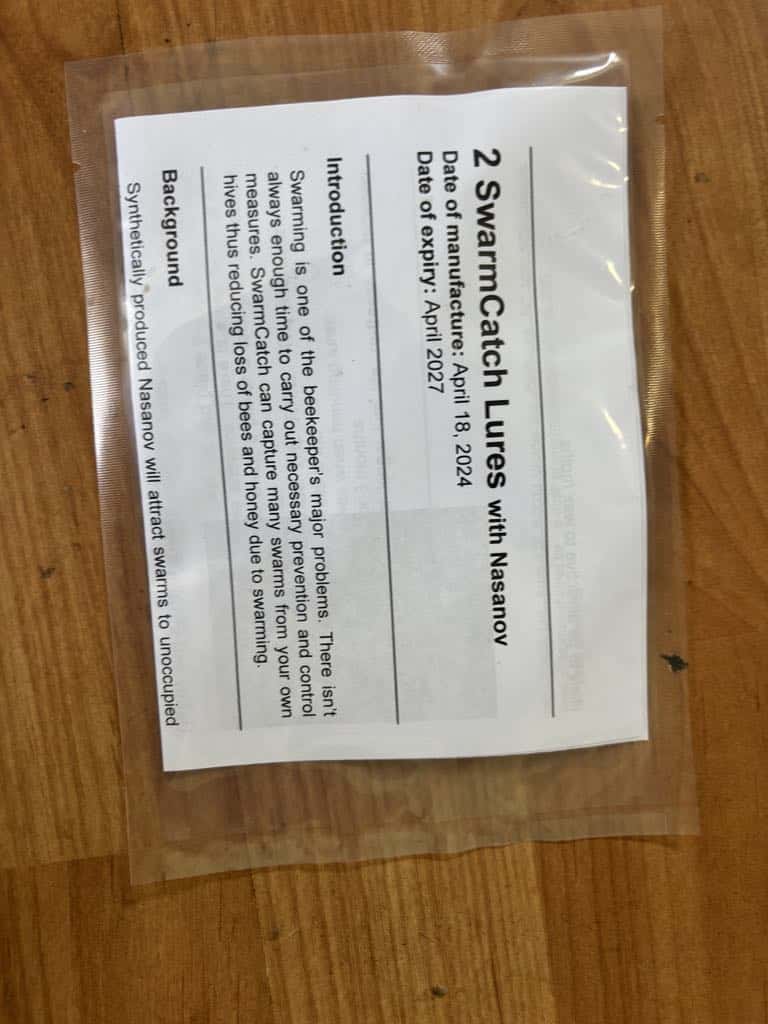 2 SwarmCatch Lures with Nasanov
Date of manufacture: April 18, 2024
Date of expiry: April 2027
Introduction
Swarming is one of the beekeeper's major problems. There isn't
always enough time to carry out necessary prevention and control
measures. SwarmCatch can capture many swarms from your own
hives thus reducing loss of bees and honey due to swarming.
Background
Synthetically produced Nasanov will attract swarms to unoccupied